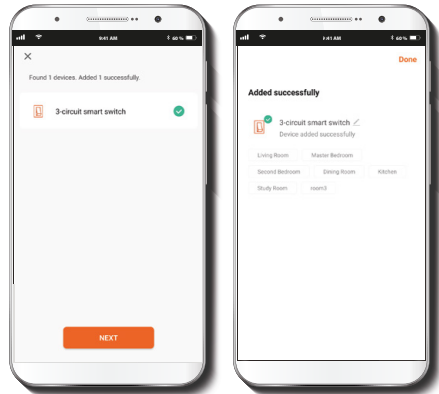 9:41 AM
60 %
Found 1 devices. Added 1 successfully.
3-circuit smart switch
NEXT
9:41 AM
60 %
Done
Added successfully
3-circuit smart switch
Device added successfully
Living Room Master Bedroom
Second Bedroom Dining Room Kitchen
Study Room room3